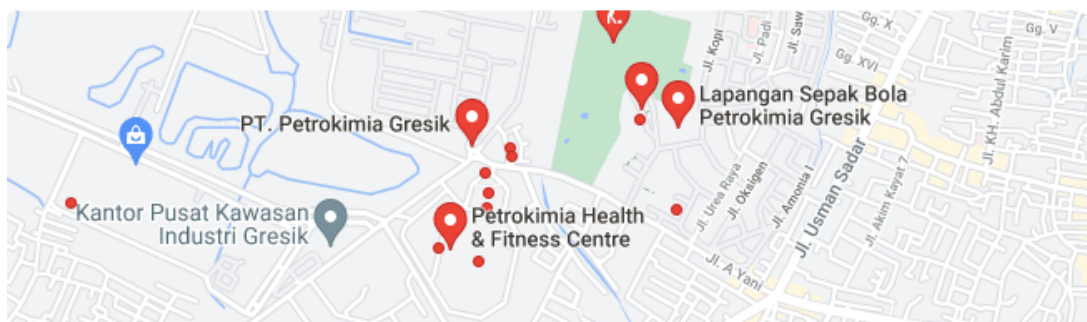 Jl. Kopi
Jl. Padi
Jl. Saw
Gg. X
Gg. V
Gg. XVI
Jl. KH. Abdul Karim
PT. Petrokimia Gresik
Lapangan Sepak Bola
Petrokimia Gresik
Jl. Urea Raya
Jl. Oksigen
Jl. Amonia I
Jl. Usman Sadar
Jl. Akim Kayat 7
Kantor Pusat Kawasan
Industri Gresik
Petrokimia Health
& Fitness Centre
Jl. A Yani